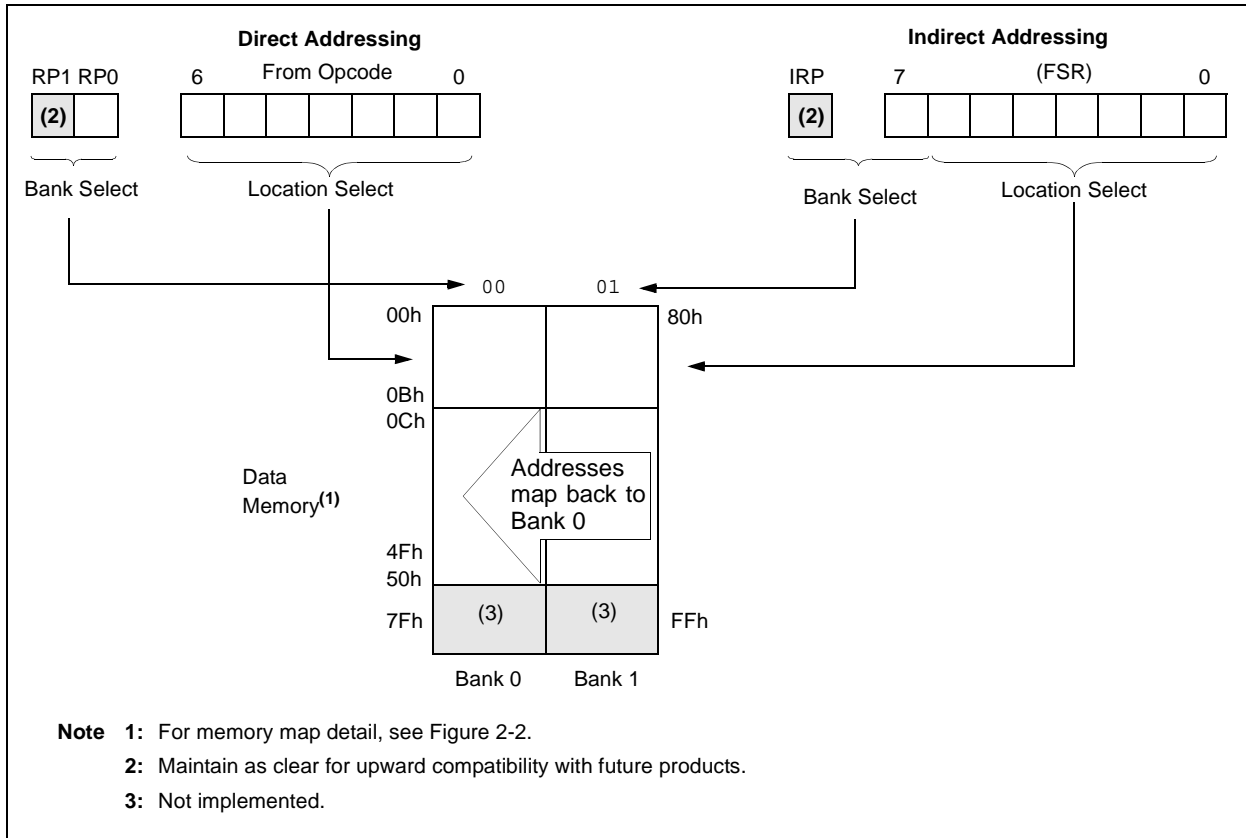 Direct Addressing
RP1 RP0
6 From Opcode 0
(2)
Bank Select
Location Select
Indirect Addressing
IRP
7 (FSR) 0
(2)
Bank Select
Location Select
00 01
00h
80h
0Bh
0Ch
Data
Memory(1)
Addresses
map back to
Bank 0
4Fh
50h
7Fh
(3) (3)
FFh
Bank 0 Bank 1
Note 1: For memory map detail, see Figure 2-2.
2: Maintain as clear for upward compatibility with future products.
3: Not implemented.